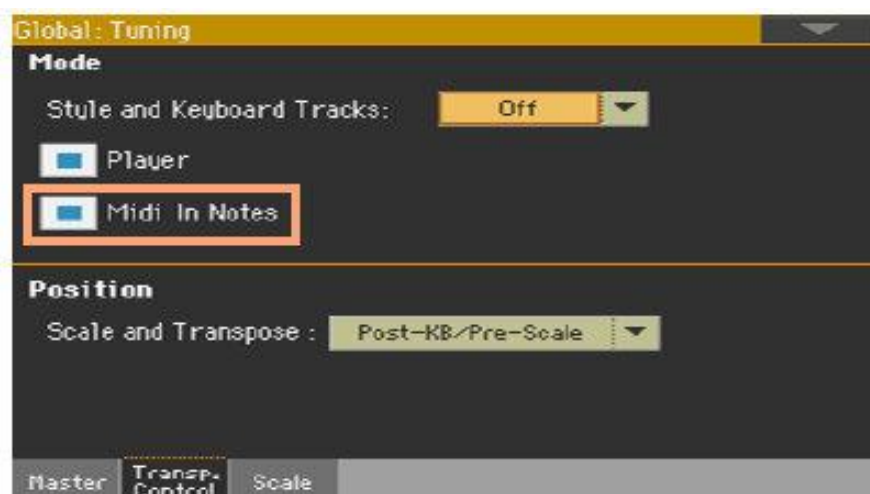 Global: Tuning
Mode
Style and Keyboard Tracks: Off
Player
Midi In Notes
Position
Scale and Transpose : Post-KB/Pre-Scale
Master Transp. Control Scale